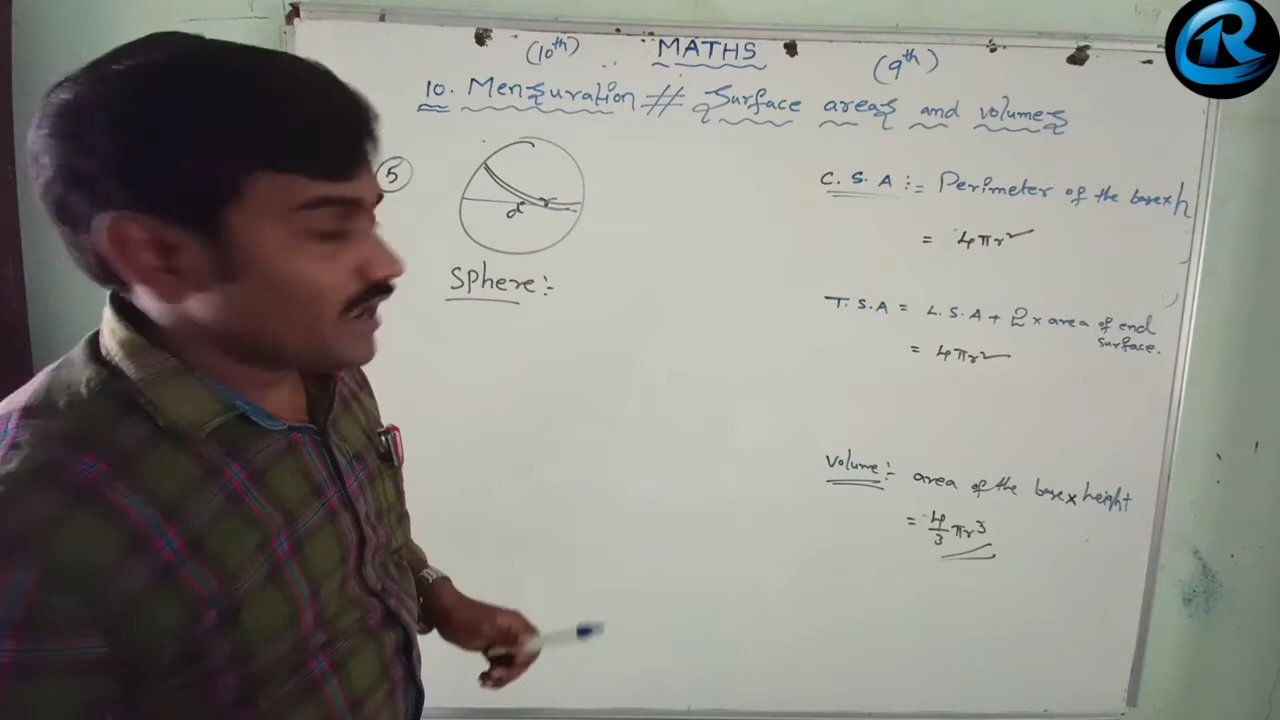 (10th) MATHS (9th)
10. Mensuration # Surface areas and volumes
5
d r
Sphere:-
C. S. A :- = Perimeter of the base x h
= 4πr²
T. S. A = L. S. A + 2 x area of end
surface.
= 4πr²
Volume:- area of the base x height
= 4/3 πr³
R